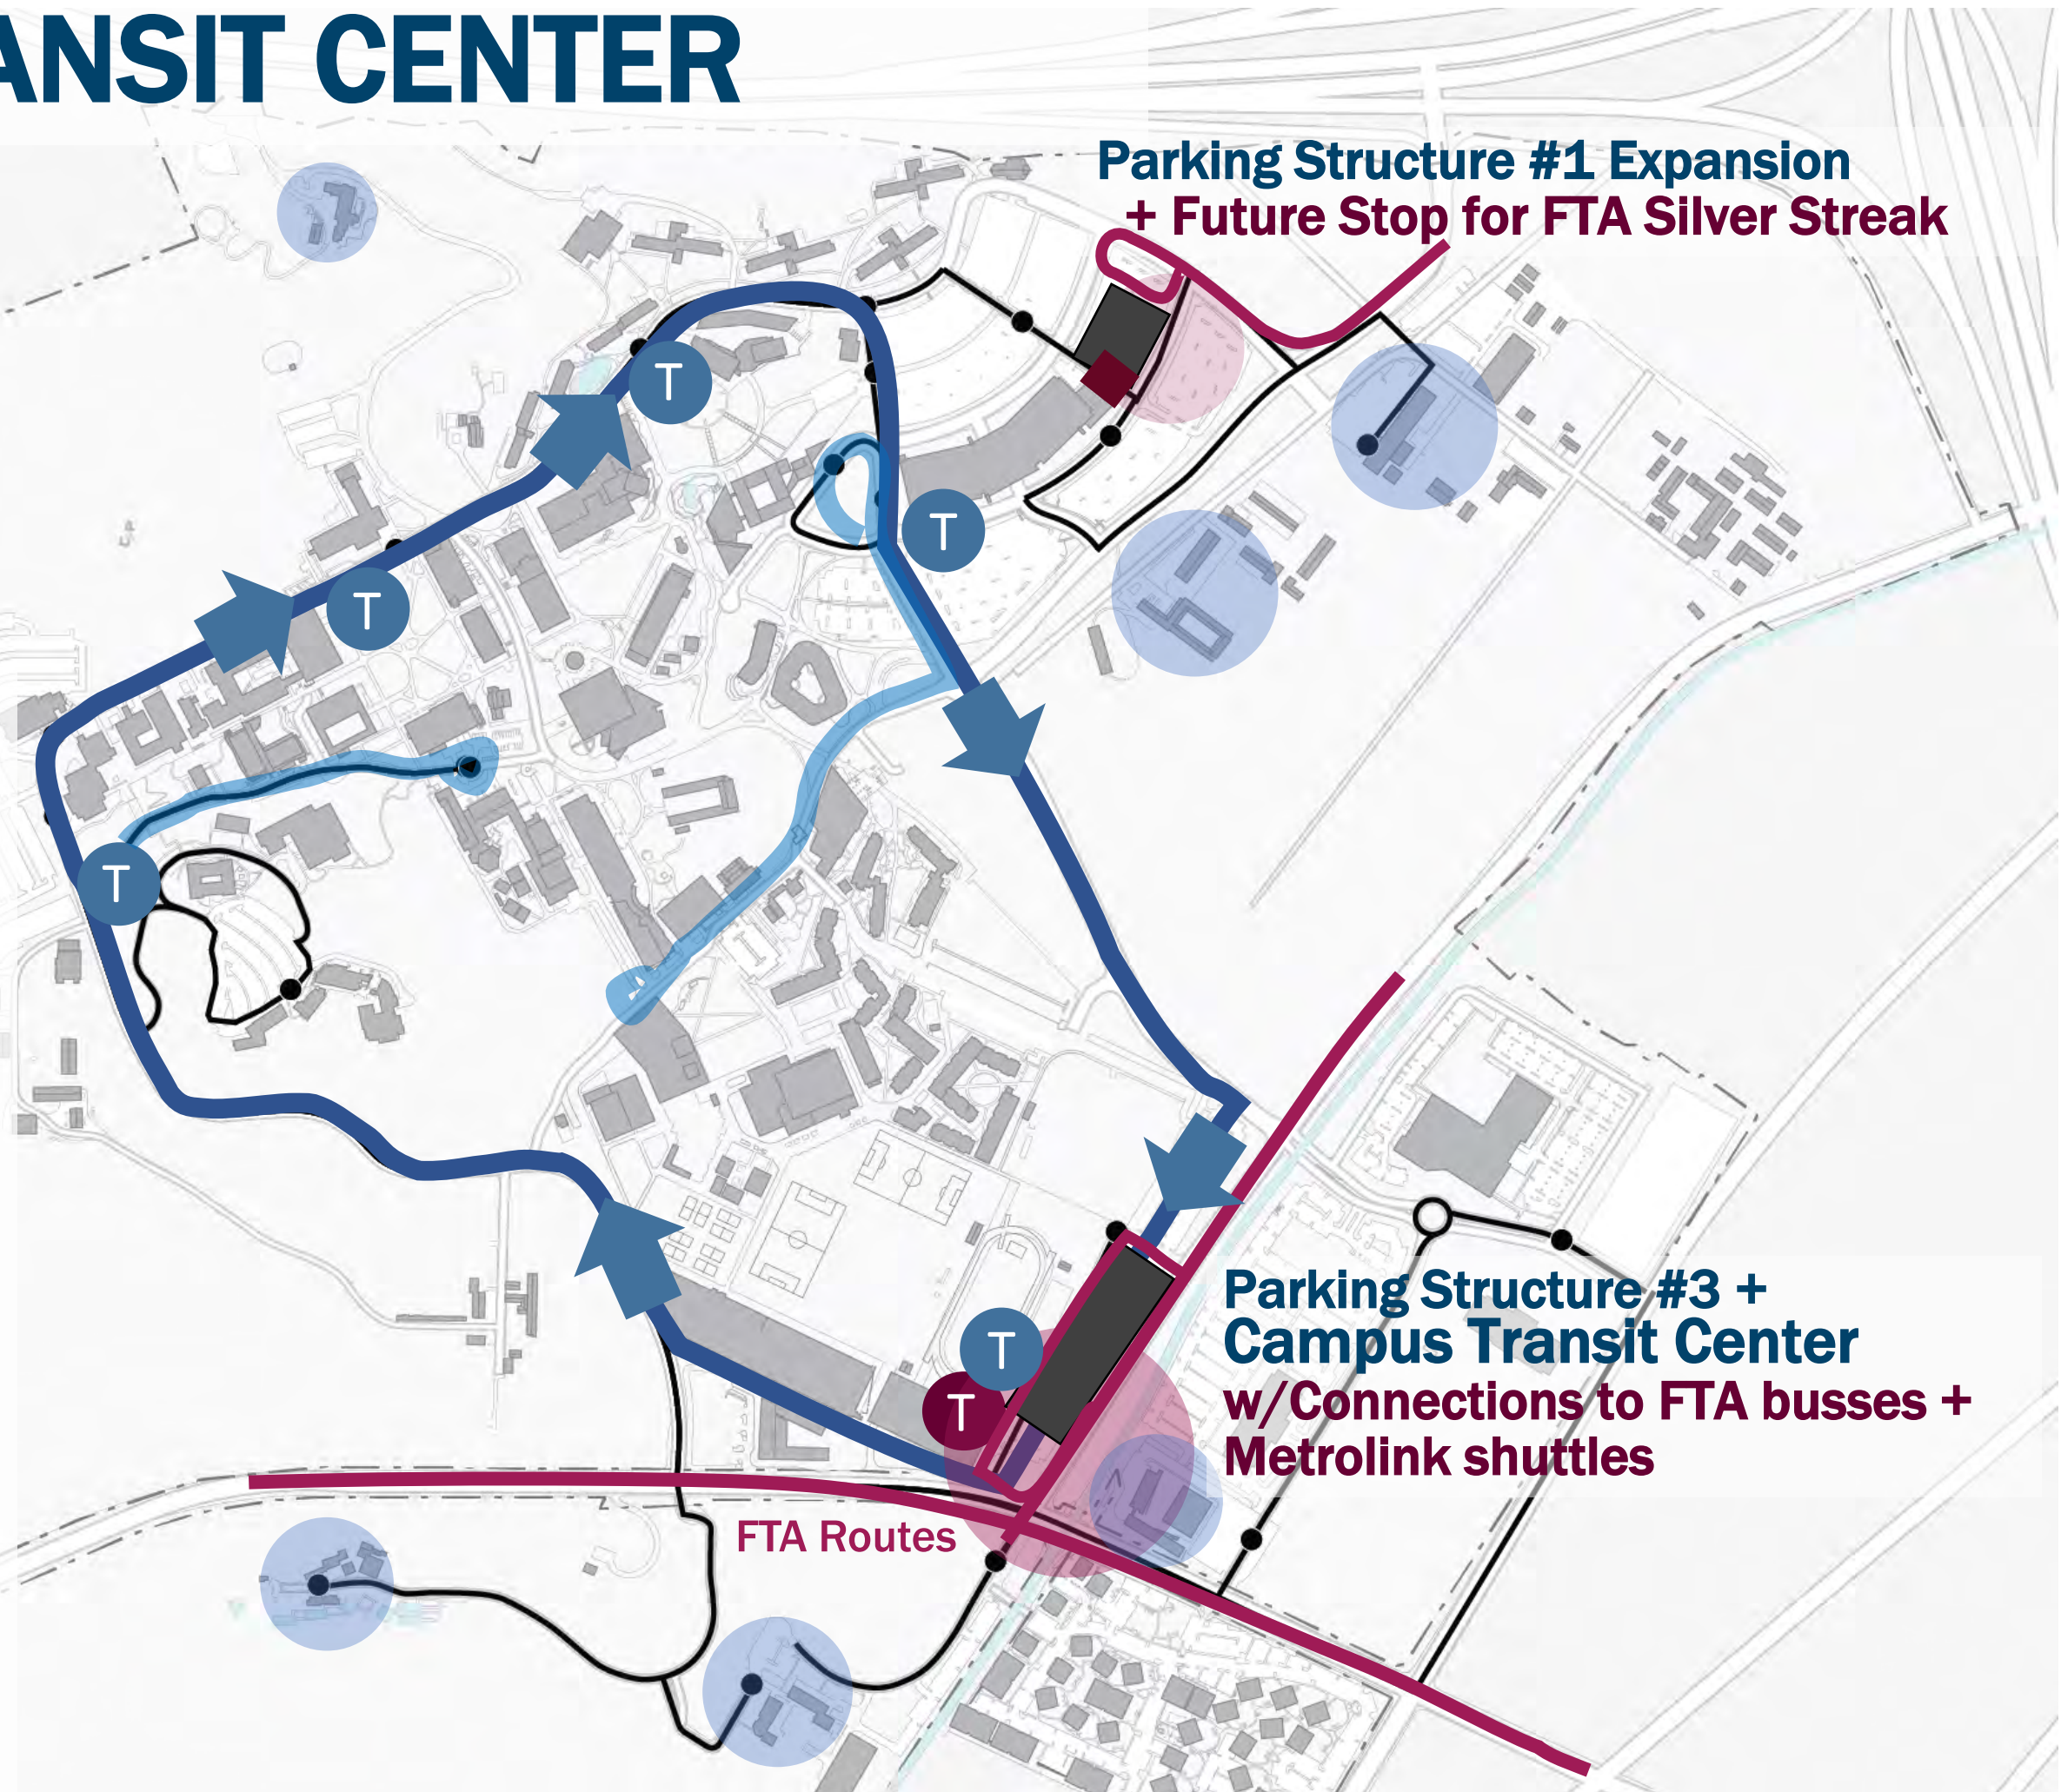 ANSIT CENTER
Parking Structure #1 Expansion
+ Future Stop for FTA Silver Streak
T
T
T
T
T
T
Parking Structure #3 +
Campus Transit Center
w/Connections to FTA busses +
Metrolink shuttles
FTA Routes